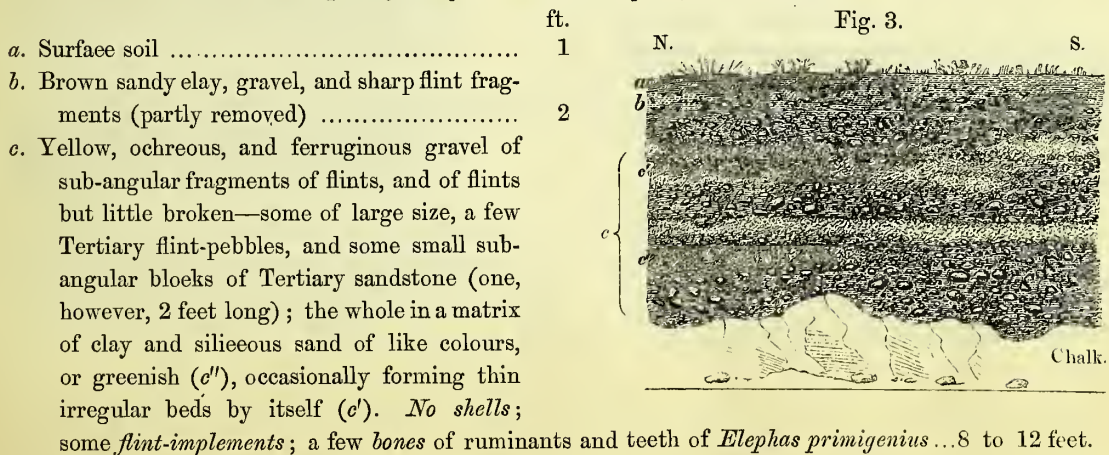 ft.
a. Surfaee soil ........................................ 1
b. Brown sandy elay, gravel, and sharp flint frag-
ments (partly removed) ........................ 2
c. Yellow, ochreous, and ferruginous gravel of
sub-angular fragments of flints, and of flints
but little broken—some of large size, a few
Tertiary flint-pebbles, and some small sub-
angular bloeks of Tertiary sandstone (one,
however, 2 feet long) ; the whole in a matrix
of clay and silieeous sand of like colours,
or greenish (c″), occasionally forming thin
irregular beds by itself (c′). No shells ;
some flint-implements ; a few bones of ruminants and teeth of Elephas primigenius ...8 to 12 feet.
Fig. 3.
N. S.
a
b
c′
c
c″
Chalk.